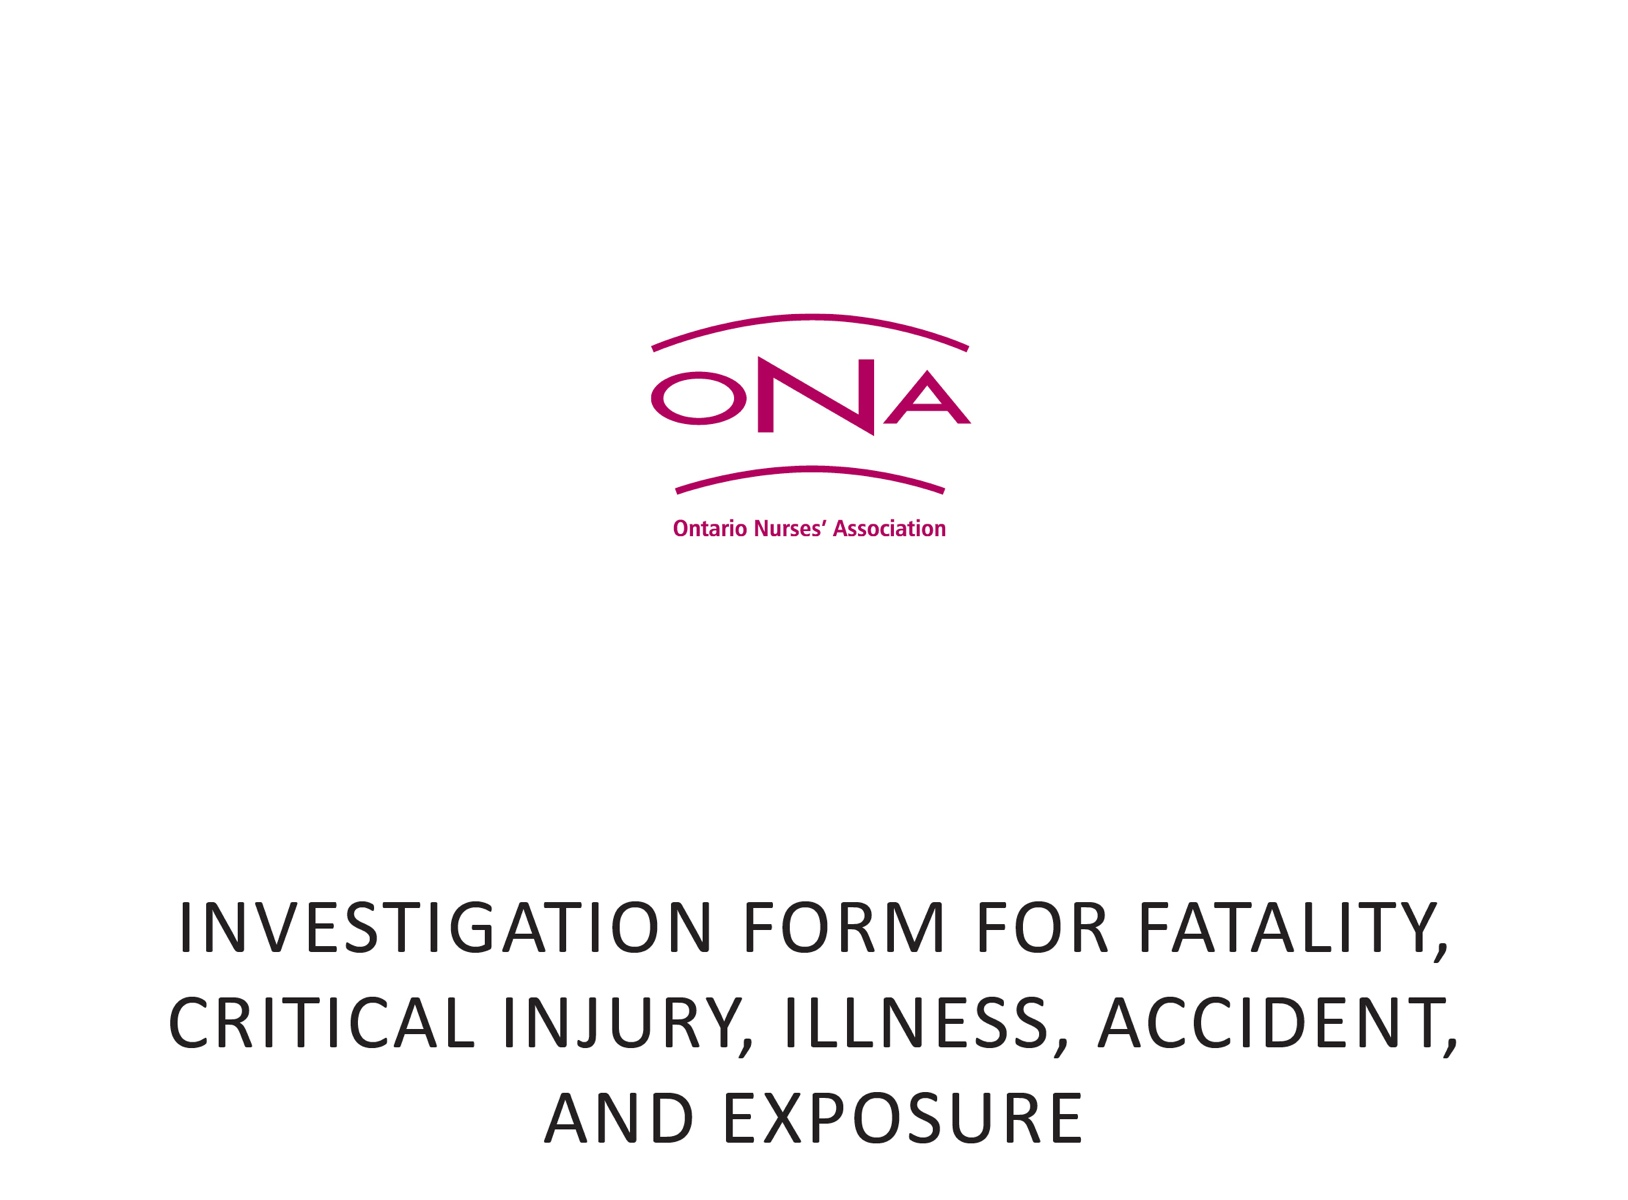 ONA
Ontario Nurses’ Association
INVESTIGATION FORM FOR FATALITY,
CRITICAL INJURY, ILLNESS, ACCIDENT,
AND EXPOSURE